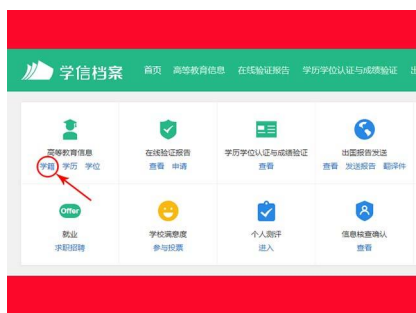 学信档案 首页 高等教育信息 在线验证报告 学历学位认证与成绩验证
高等教育信息 在线验证报告 学历学位认证与成绩验证 出国报告发送
学籍 学历 学位 查看 申请 查看 查看 发送报告 翻译件
Offer
就业 学校满意度 个人测评 信息核查确认
求职招聘 参与投票 进入 查看